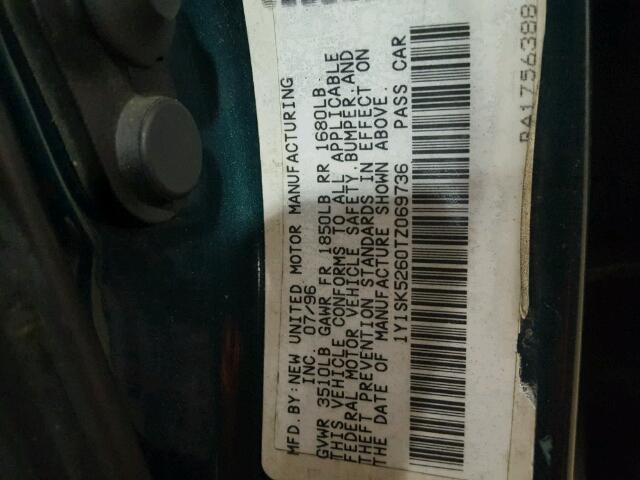 MFD.BY:NEW UNITED MOTOR MANUFACTURING
INC 07/96
GVWR 3510LB GAWR FR 1850LB RR 1680LB
THIS VEHICLE CONFORMS TO ALL APPLICABLE
FEDERAL MOTOR VEHICLE SAFETY,BUMPER,AND
THEFT PREVENTION STANDARDS IN EFFECT ON
THE DATE OF MANUFACTURE SHOWN ABOVE.
1Y1SK5260TZ069736 PASS CAR
RA1756388